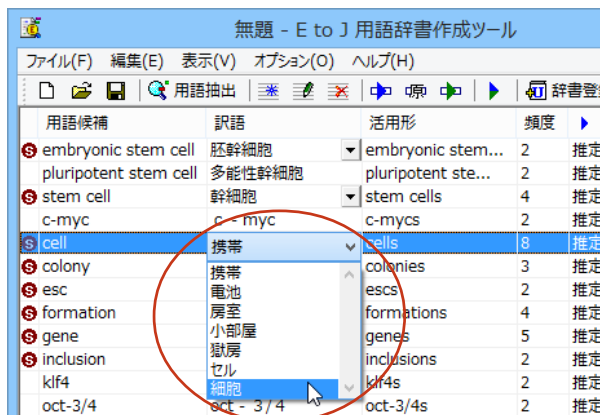 無題 - E to J 用語辞書作成ツール
ファイル(F) 編集(E) 表示(V) オプション(O) ヘルプ(H)
用語抽出 原 辞書登
用語候補 訳語 活用形 頻度
S embryonic stem cell 胚幹細胞 embryonic stem... 2 推定
pluripotent stem cell 多能性幹細胞 pluripotent ste... 2 推定
S stem cell 幹細胞 stem cells 4 推定
c-myc c - myc c-mycs 2 推定
S cell 携帯 cells 8 推定
S colony 携帯 colonies 3 推定
S esc 電池 escs 2 推定
房室
S formation 小部屋 formations 4 推定
S gene 獄房 genes 5 推定
S inclusion セル inclusions 2 推定
klf4 細胞 klf4s 2 推定
oct-3/4 oct - 3 / 4 oct-3/4s 2 推定